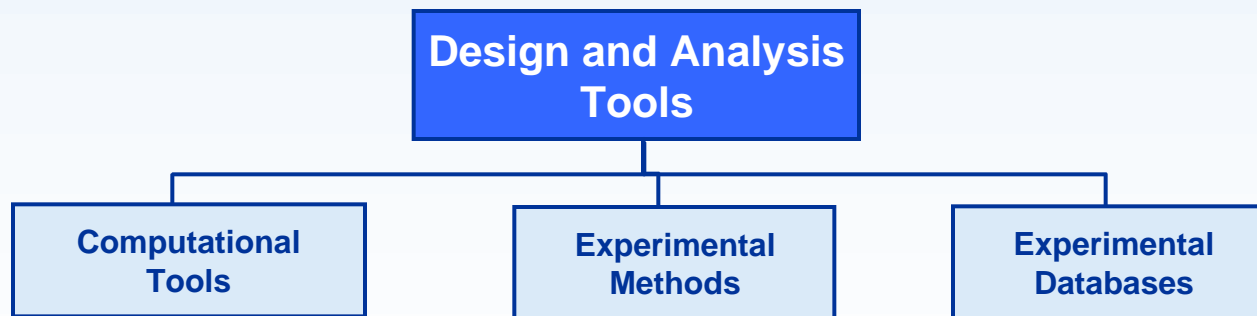 Design and Analysis
Tools
Computational
Tools
Experimental
Methods
Experimental
Databases